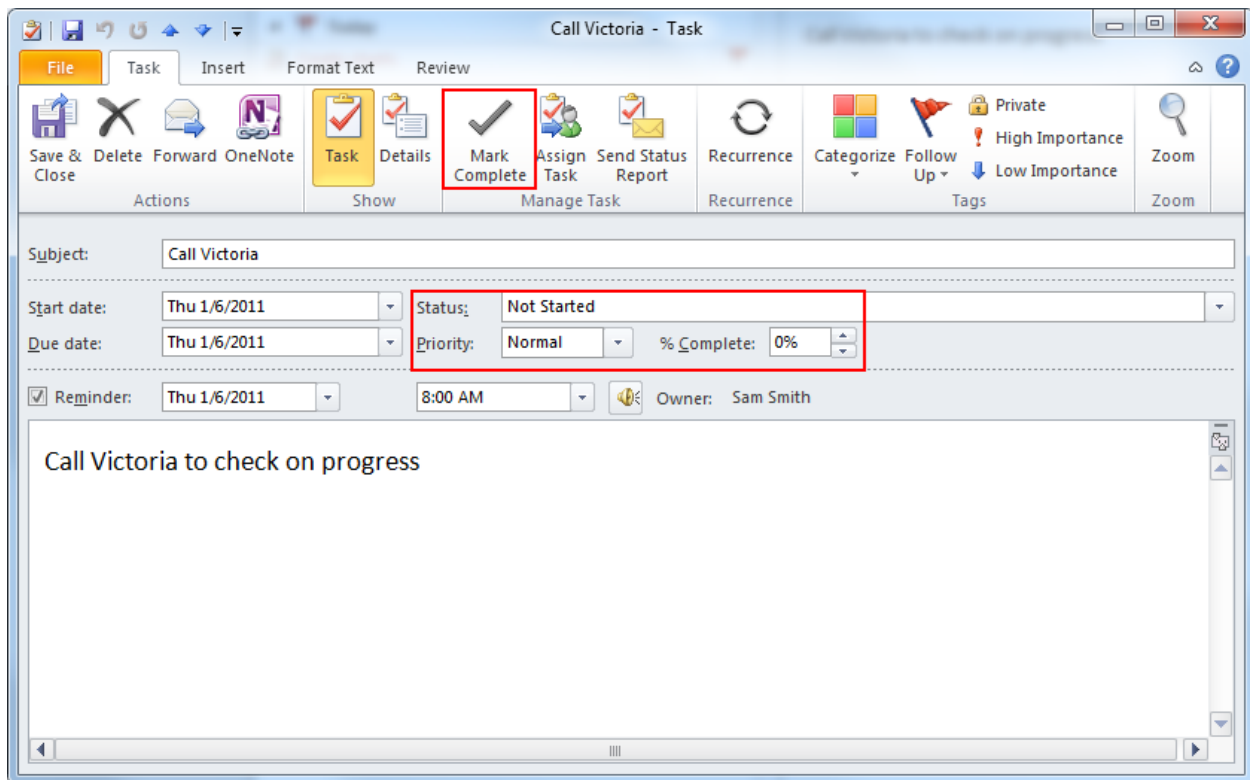 Call Victoria - Task
File Task Insert Format Text Review
Save & Close Delete Forward OneNote Task Details Mark Complete Assign Task Send Status Report Recurrence Categorize Follow Up Private Zoom
High Importance
Low Importance
Actions Show Manage Task Recurrence Tags Zoom
Subject: Call Victoria
Start date: Thu 1/6/2011 Status: Not Started
Due date: Thu 1/6/2011 Priority: Normal % Complete: 0%
Reminder: Thu 1/6/2011 8:00 AM Owner: Sam Smith
Call Victoria to check on progress